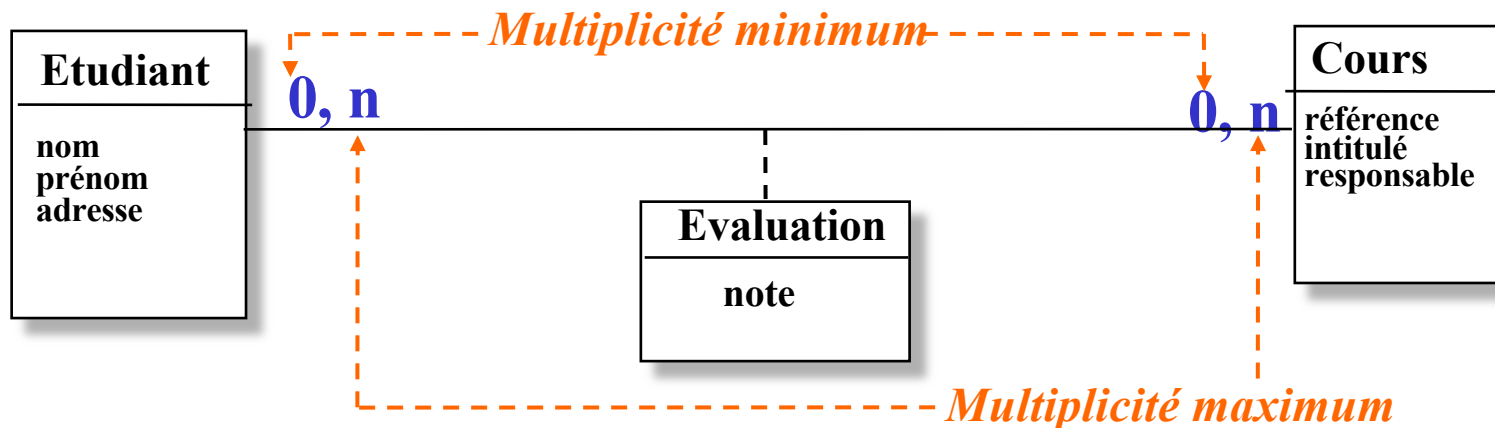 Multiplicité minimum
Etudiant
0, n
nom
prénom
adresse
0, n
Cours
référence
intitulé
responsable
Evaluation
note
Multiplicité maximum